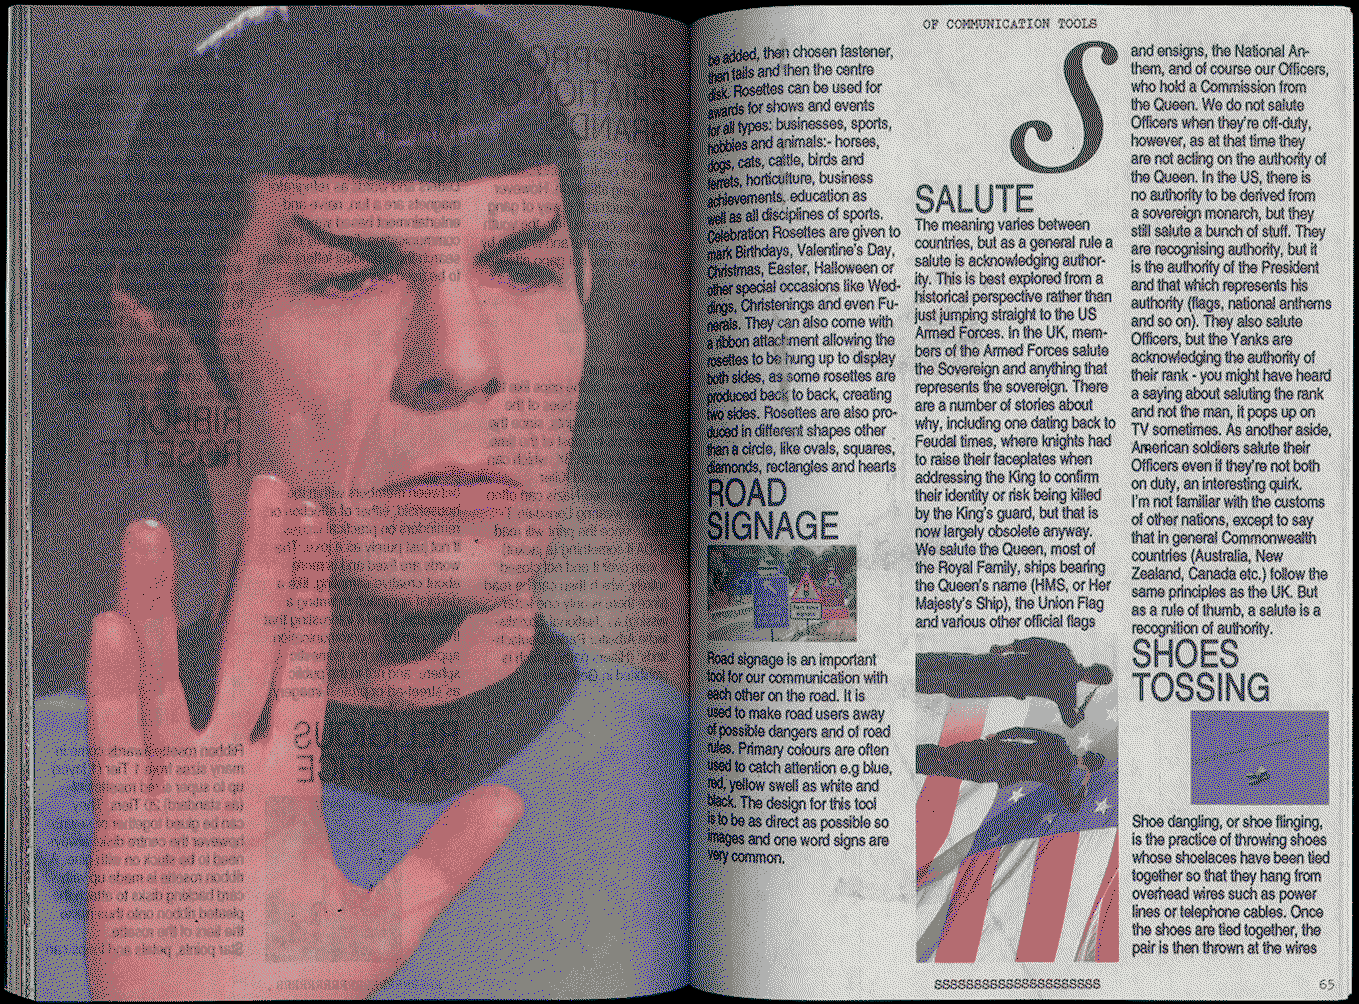 OF COMMUNICATION TOOLS
be added, then chosen fastener,
then tails and then the centre
disk. Rosettes can be used for
awards for shows and events
for all types: businesses, sports,
hobbies and animals:- horses,
dogs, cats, cattle, birds and
ferrets, horticulture, business
achievements, education as
well as all disciplines of sports.
Celebration Rosettes are given to
mark Birthdays, Valentine's Day,
Christmas, Easter, Halloween or
other special occasions like Wed-
dings, Christenings and even Fu-
nerals. They can also come with
a ribbon attachment allowing the
rosettes to be hung up to display
both sides, as some rosettes are
produced back to back, creating
two sides. Rosettes are also pro-
duced in different shapes other
than a circle, like ovals, squares,
diamonds, rectangles and hearts
ROAD
SIGNAGE
Road signage is an important
tool for our communication with
each other on the road. It is
used to make road users away
of possible dangers and of road
rules. Primary colours are often
used to catch attention e.g blue,
red, yellow swell as white and
black. The design for this tool
is to be as direct as possible so
images and one word signs are
very common.
S
SALUTE
The meaning varies between
countries, but as a general rule a
salute is acknowledging author-
ity. This is best explored from a
historical perspective rather than
just jumping straight to the US
Armed Forces. In the UK, mem-
bers of the Armed Forces salute
the Sovereign and anything that
represents the sovereign. There
are a number of stories about
why, including one dating back to
Feudal times, where knights had
to raise their faceplates when
addressing the King to confirm
their identity or risk being killed
by the King's guard, but that is
now largely obsolete anyway.
We salute the Queen, most of
the Royal Family, ships bearing
the Queen's name (HMS, or Her
Majesty's Ship), the Union Flag
and various other official flags
and ensigns, the National An-
them, and of course our Officers,
who hold a Commission from
the Queen. We do not salute
Officers when they're off-duty,
however, as at that time they
are not acting on the authority of
the Queen. In the US, there is
no authority to be derived from
a sovereign monarch, but they
still salute a bunch of stuff. They
are recognising authority, but it
is the authority of the President
and that which represents his
authority (flags, national anthems
and so on). They also salute
Officers, but the Yanks are
acknowledging the authority of
their rank - you might have heard
a saying about saluting the rank
and not the man, it pops up on
TV sometimes. As another aside,
American soldiers salute their
Officers even if they're not both
on duty, an interesting quirk.
I'm not familiar with the customs
of other nations, except to say
that in general Commonwealth
countries (Australia, New
Zealand, Canada etc.) follow the
same principles as the UK. But
as a rule of thumb, a salute is a
recognition of authority.
SHOES
TOSSING
Shoe dangling, or shoe flinging,
is the practice of throwing shoes
whose shoelaces have been tied
together so that they hang from
overhead wires such as power
lines or telephone cables. Once
the shoes are tied together, the
pair is then thrown at the wires
65